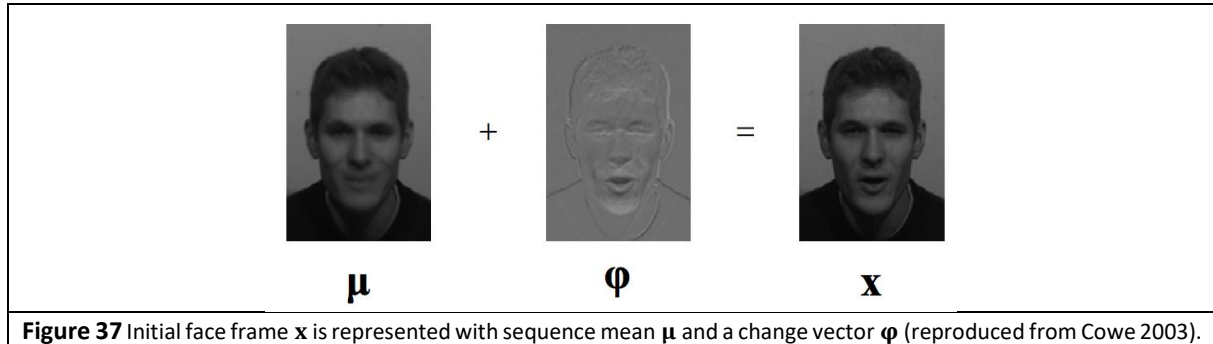 + =
μ φ x
Figure 37 Initial face frame x is represented with sequence mean μ and a change vector φ (reproduced from Cowe 2003).